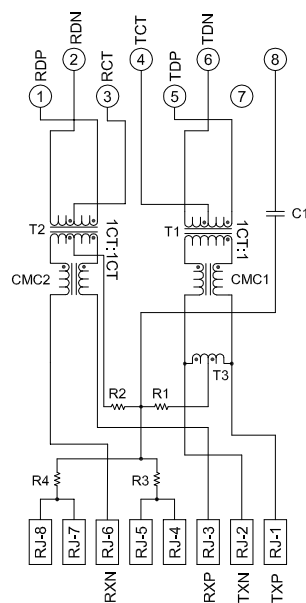 RDP
RDN
RCT
TCT
TDP
TDN
1
2
3
4
5
6
7
8
C1
T2
1CT:1CT
T1
1CT:1
CMC2
CMC1
T3
R2
R1
R4
R3
RJ-8
RJ-7
RJ-6
RJ-5
RJ-4
RJ-3
RJ-2
RJ-1
RXN
RXP
TXN
TXP